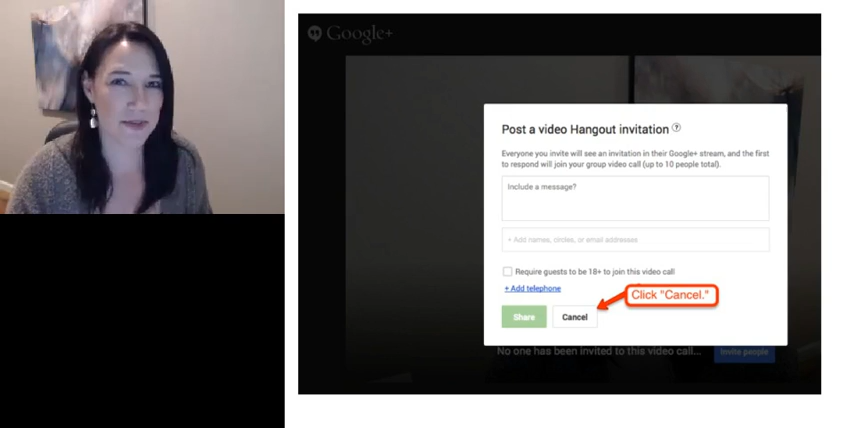 Google+
Post a video Hangout invitation ?
Everyone you invite will see an invitation in their Google+ stream, and the first
to respond will join your group video call (up to 10 people total).
Include a message?
+ Add names, circles, or email addresses
Require guests to be 18+ to join this video call
+ Add telephone
Click "Cancel."
Share
Cancel
No one has been invited to this video call...
Invite people